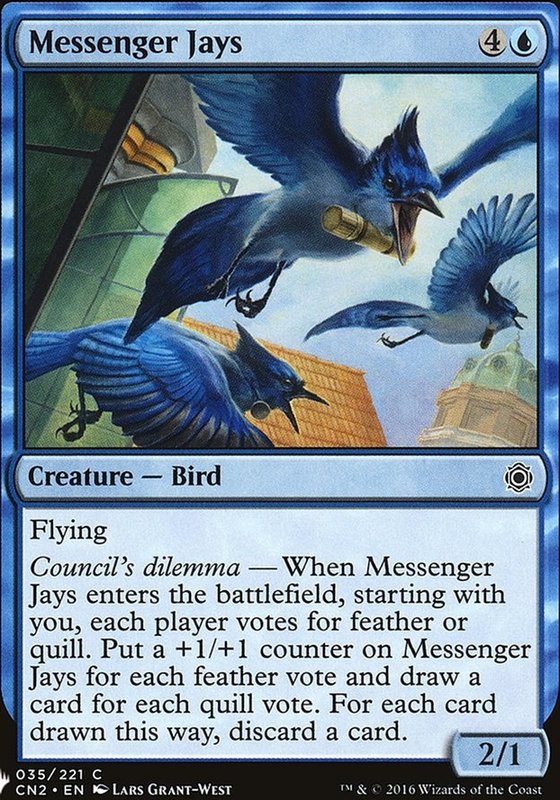 Messenger Jays 4
Creature — Bird
Flying
Council's dilemma — When Messenger
Jays enters the battlefield, starting with
you, each player votes for feather or
quill. Put a +1/+1 counter on Messenger
Jays for each feather vote and draw a
card for each quill vote. For each card
drawn this way, discard a card.
2/1
035/221 C
CN2 • EN Lars Grant-West
™ & © 2016 Wizards of the Coast